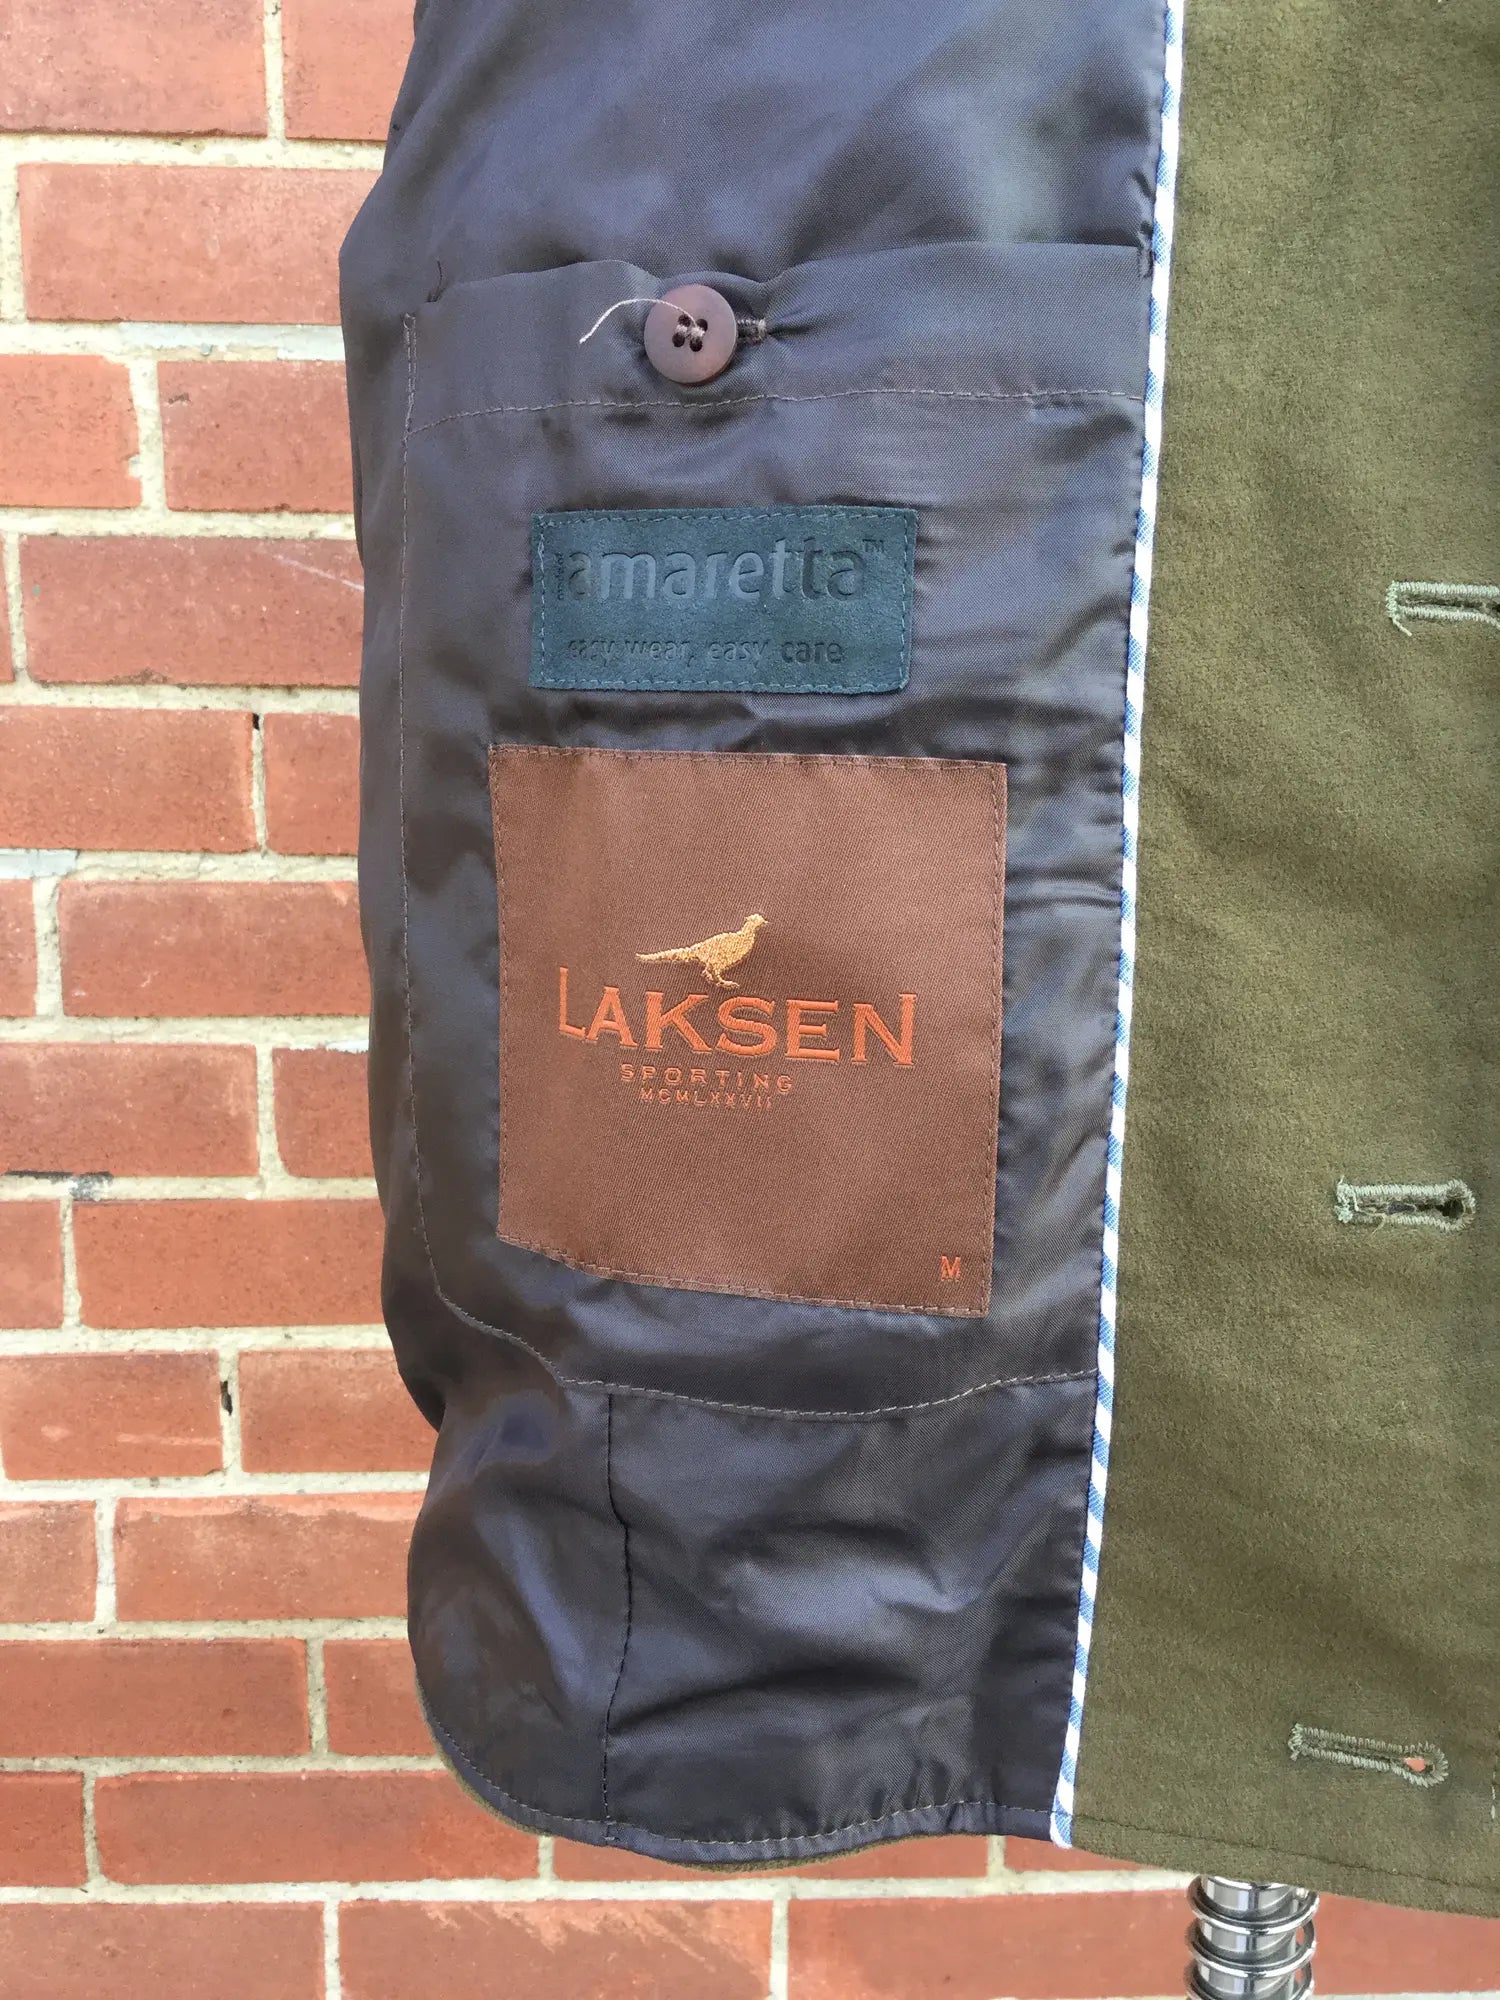 amaretta™
easy wear, easy care
LAKSEN
SPORTING
MCMLXXVII
M